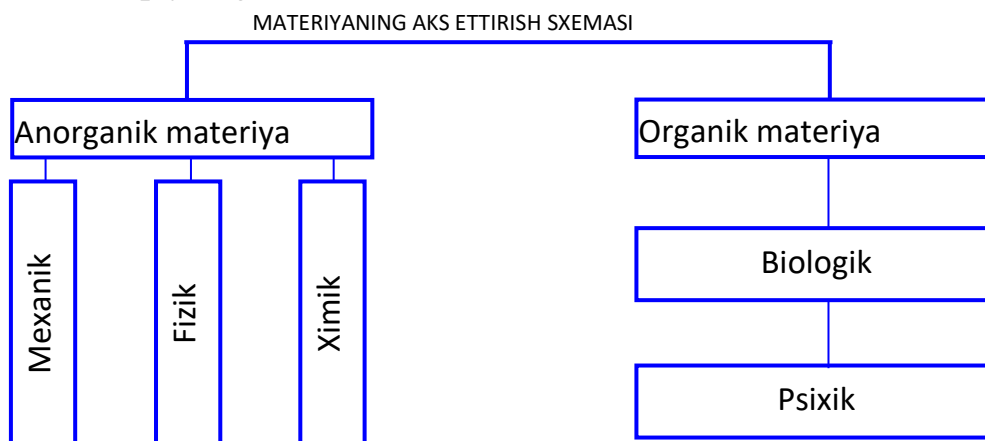 MATERIYANING AKS ETTIRISH SXEMASI
Anorganik materiya
Organik materiya
Mexanik
Fizik
Ximik
Biologik
Psixik